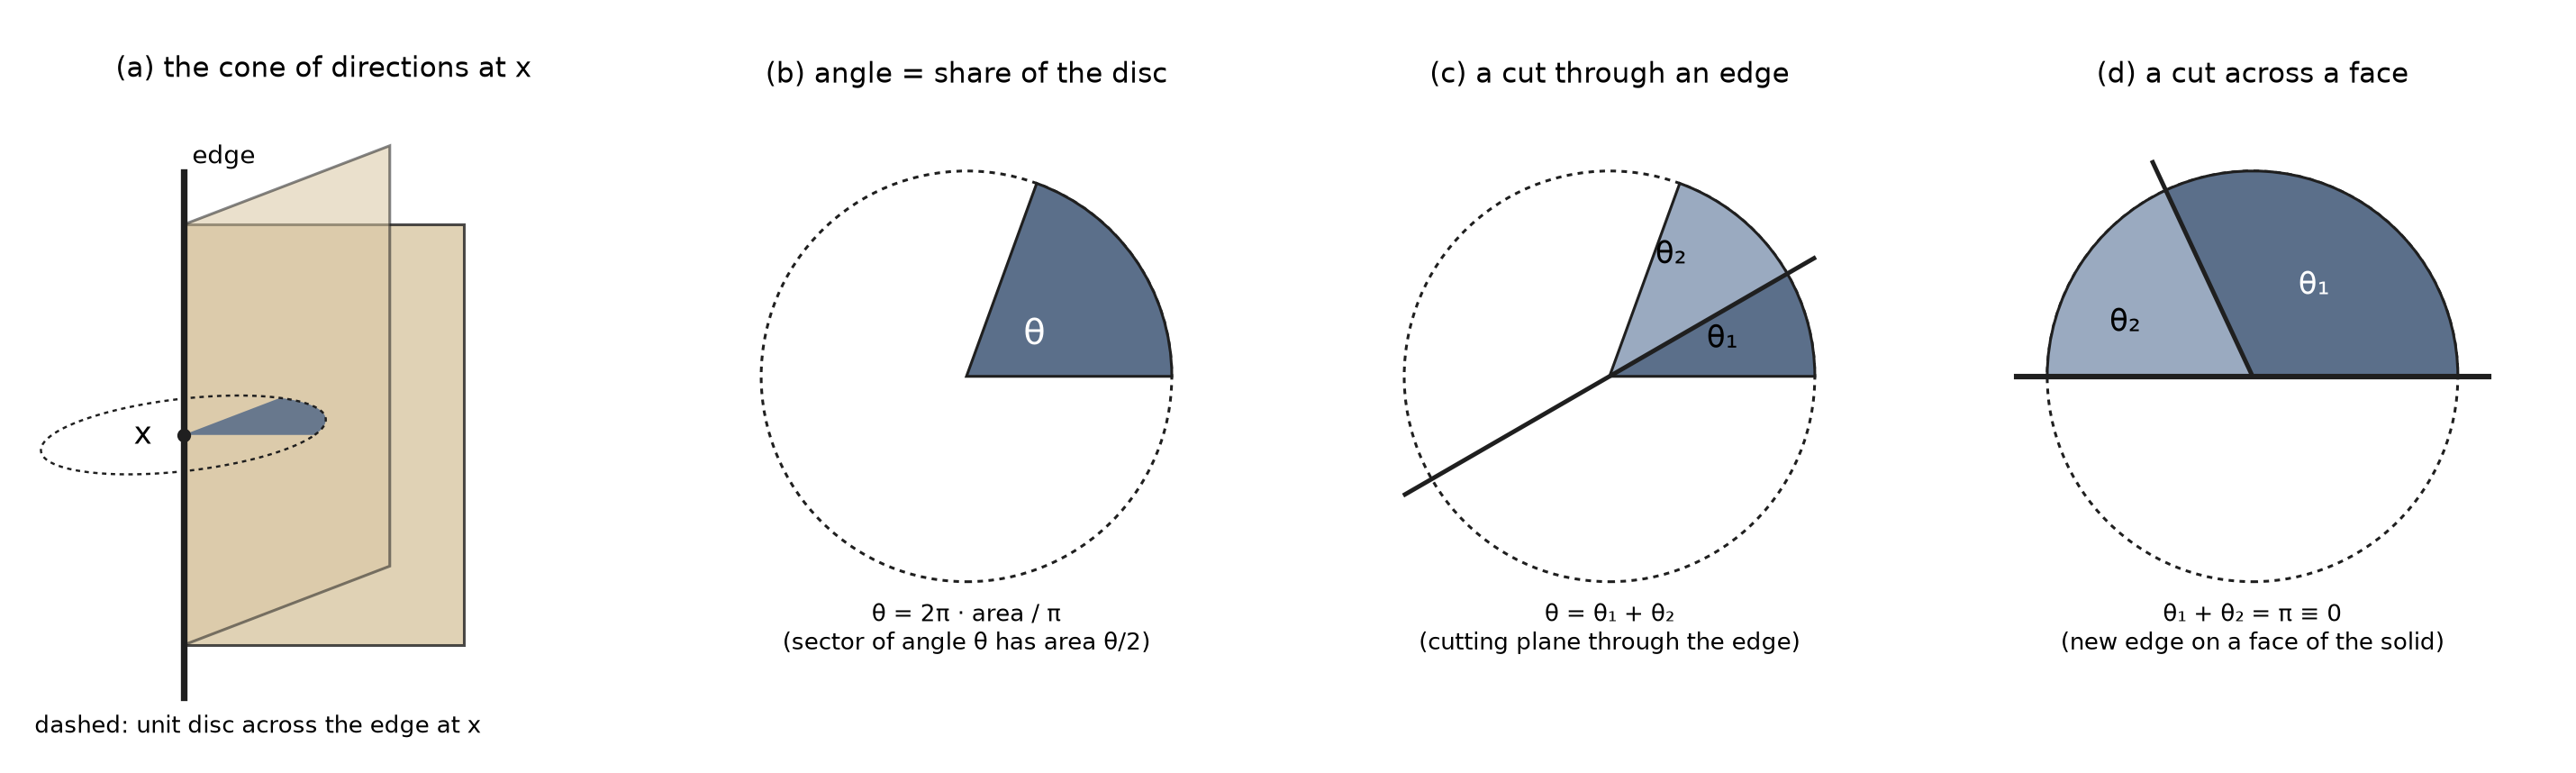 (a) the cone of directions at x
edge
x
dashed: unit disc across the edge at x
(b) angle = share of the disc
θ
θ = 2π · area / π
(sector of angle θ has area θ/2)
(c) a cut through an edge
θ₂
θ₁
θ = θ₁ + θ₂
(cutting plane through the edge)
(d) a cut across a face
θ₁
θ₂
θ₁ + θ₂ = π ≡ 0
(new edge on a face of the solid)